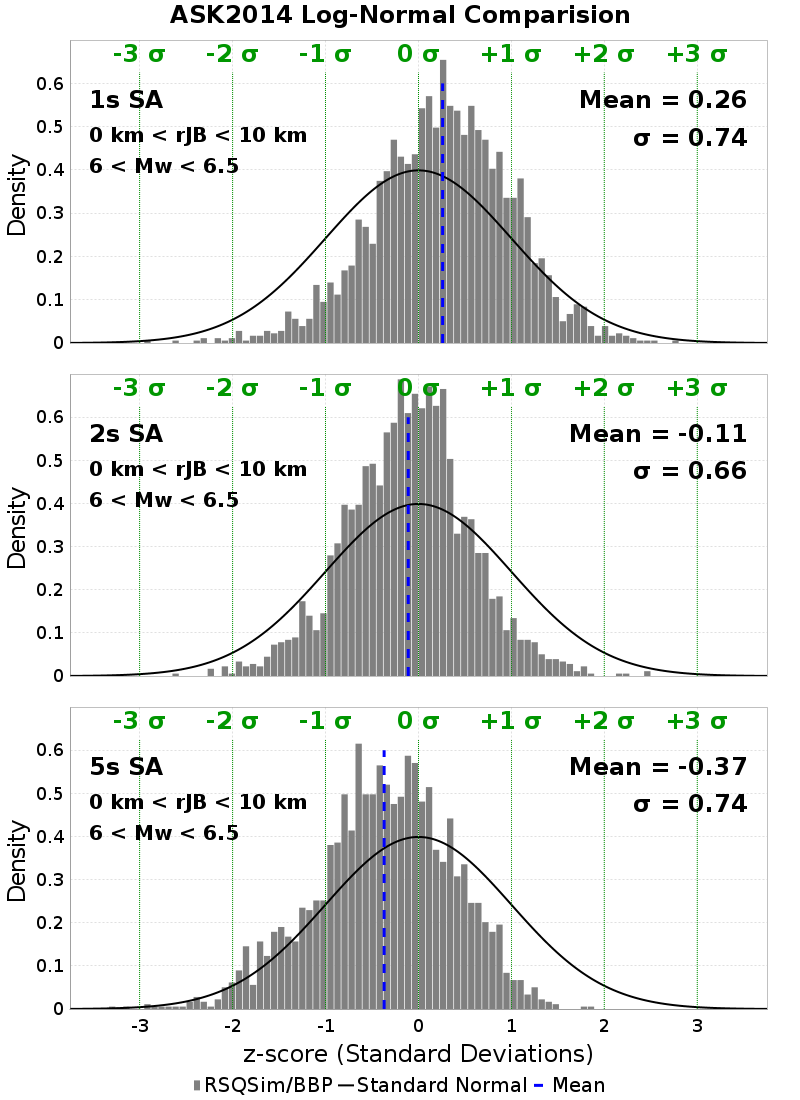 ASK2014 Log-Normal Comparision
-3 σ -2 σ -1 σ 0 σ +1 σ +2 σ +3 σ
1s SA
0 km < rJB < 10 km
6 < Mw < 6.5
Mean = 0.26
σ = 0.74
Density
0.6
0.5
0.4
0.3
0.2
0.1
0
-3 σ -2 σ -1 σ 0 σ +1 σ +2 σ +3 σ
2s SA
0 km < rJB < 10 km
6 < Mw < 6.5
Mean = -0.11
σ = 0.66
Density
0.6
0.5
0.4
0.3
0.2
0.1
0
-3 σ -2 σ -1 σ 0 σ +1 σ +2 σ +3 σ
5s SA
0 km < rJB < 10 km
6 < Mw < 6.5
Mean = -0.37
σ = 0.74
Density
0.6
0.5
0.4
0.3
0.2
0.1
0
-3 -2 -1 0 1 2 3
z-score (Standard Deviations)
RSQSim/BBP Standard Normal Mean